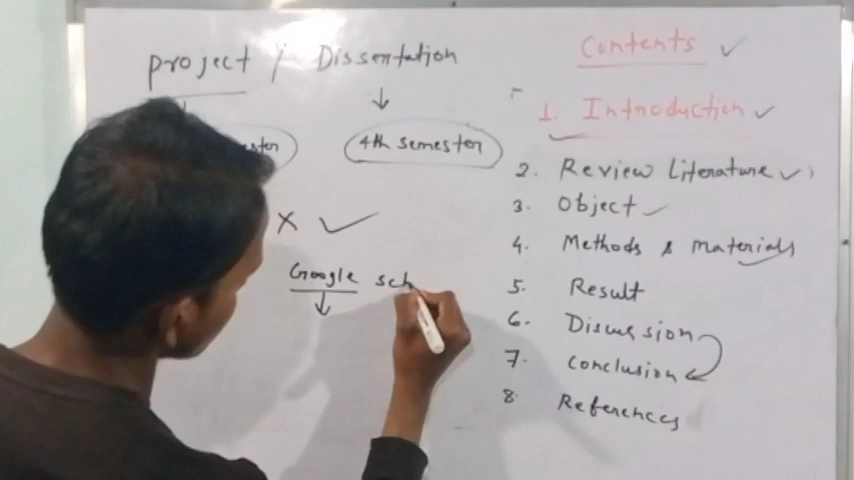 project / Dissertation
4th semester
Google sch
Contents
1. Introduction
2. Review Literature
3. Object
4. Methods & materials
5. Result
6. Discussion
7. Conclusion
8. References